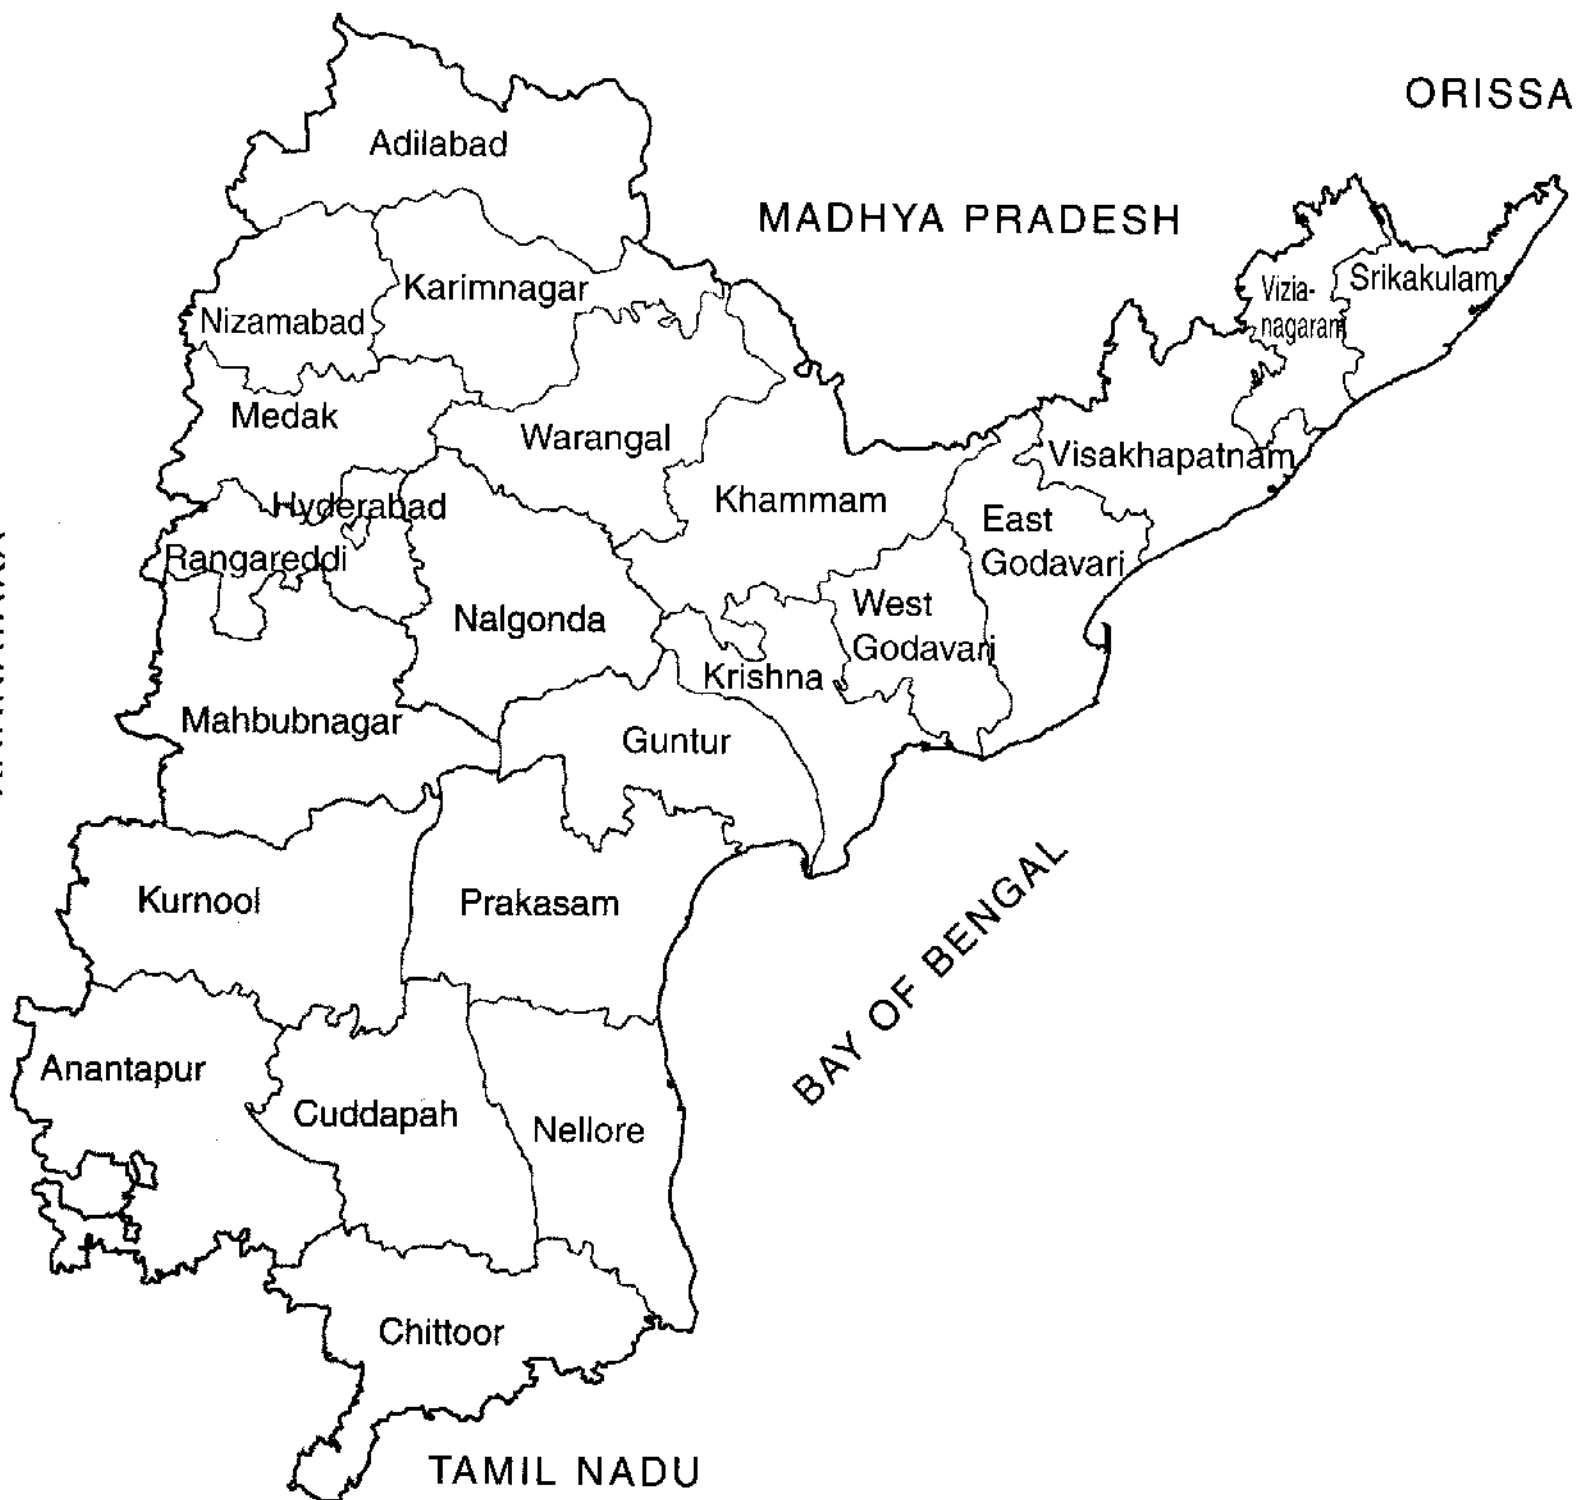 ORISSA
Adilabad
MADHYA PRADESH
Karimnagar
Srikakulam
Vizia-
nagaram
Nizamabad
Medak
Warangal
Visakhapatnam
Khammam
Hyderabad
East
Godavari
Rangareddi
West
Godavari
Nalgonda
Krishna
Mahbubnagar
Guntur
Kurnool
Prakasam
BAY OF BENGAL
Anantapur
Cuddapah
Nellore
Chittoor
TAMIL NADU